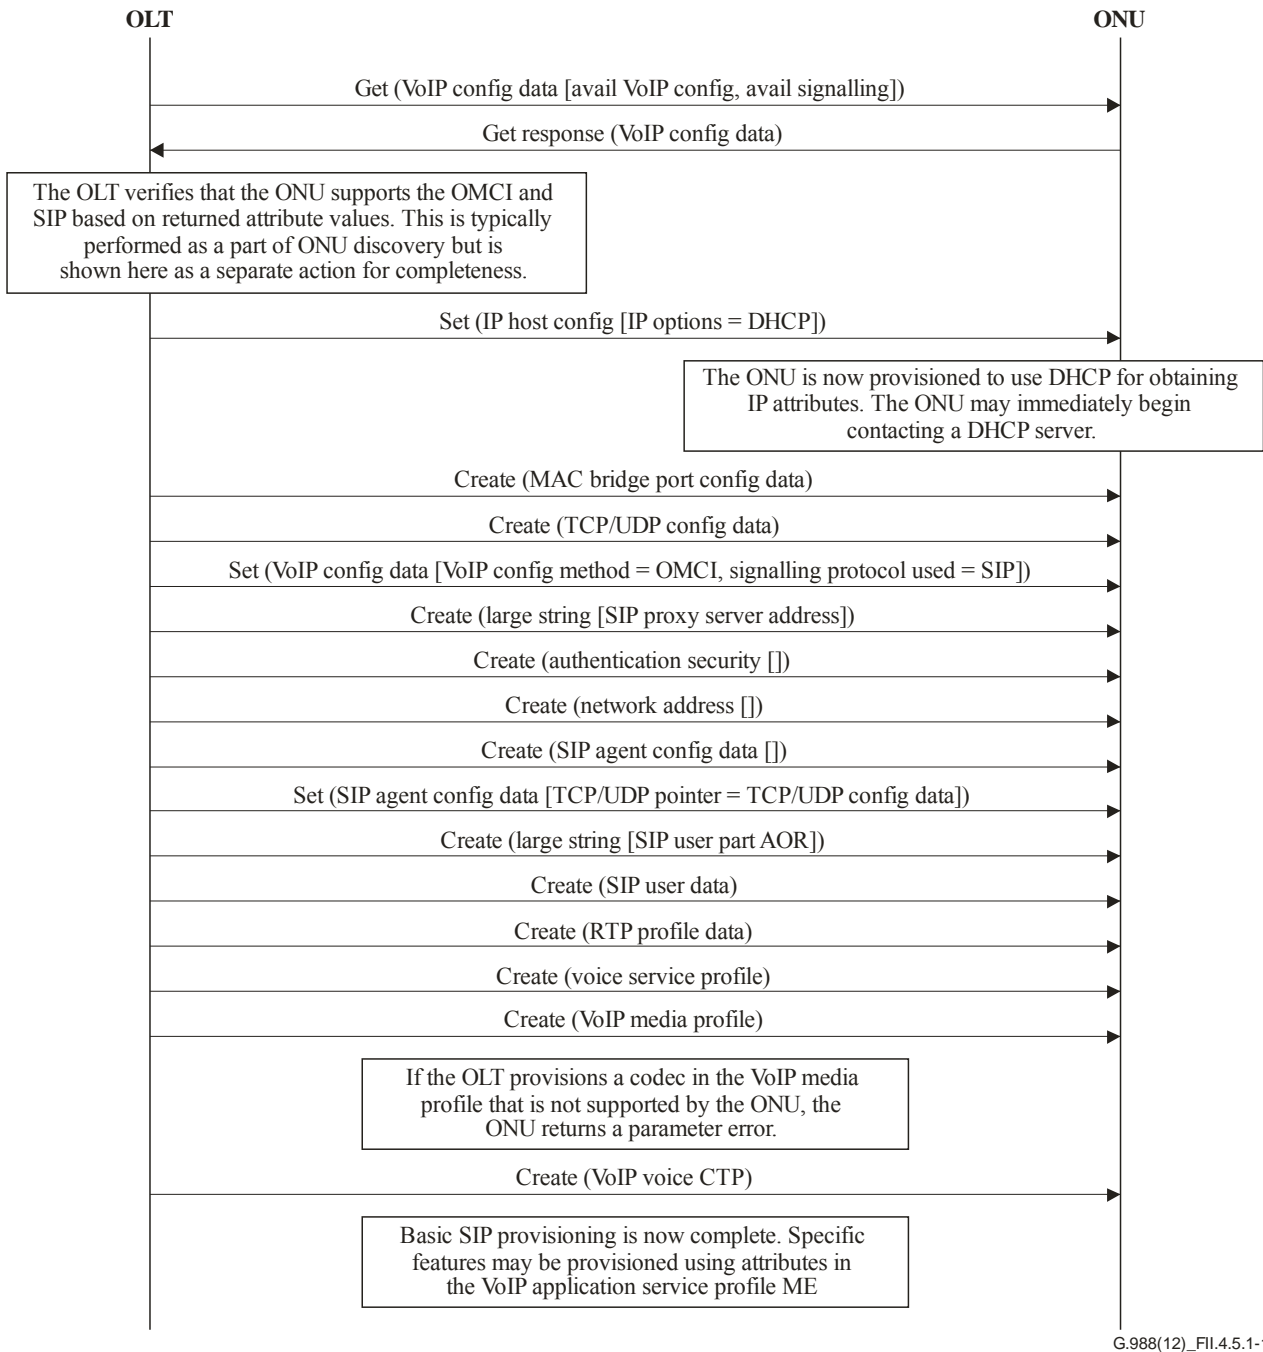 OLT
ONU
Get (VoIP config data [avail VoIP config, avail signalling])
Get response (VoIP config data)
The OLT verifies that the ONU supports the OMCI and
SIP based on returned attribute values. This is typically
performed as a part of ONU discovery but is
shown here as a separate action for completeness.
Set (IP host config [IP options = DHCP])
The ONU is now provisioned to use DHCP for obtaining
IP attributes. The ONU may immediately begin
contacting a DHCP server.
Create (MAC bridge port config data)
Create (TCP/UDP config data)
Set (VoIP config data [VoIP config method = OMCI, signalling protocol used = SIP])
Create (large string [SIP proxy server address])
Create (authentication security [])
Create (network address [])
Create (SIP agent config data [])
Set (SIP agent config data [TCP/UDP pointer = TCP/UDP config data])
Create (large string [SIP user part AOR])
Create (SIP user data)
Create (RTP profile data)
Create (voice service profile)
Create (VoIP media profile)
If the OLT provisions a codec in the VoIP media
profile that is not supported by the ONU, the
ONU returns a parameter error.
Create (VoIP voice CTP)
Basic SIP provisioning is now complete. Specific
features may be provisioned using attributes in
the VoIP application service profile ME